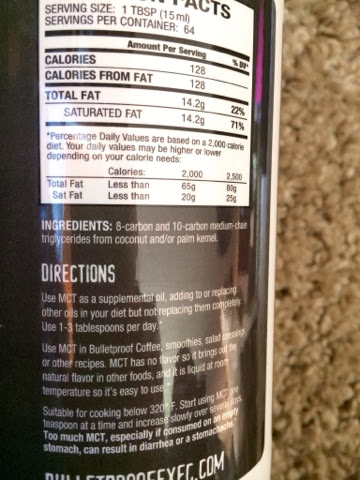 FACTS
SERVING SIZE: 1 TBSP (15 ml)
SERVINGS PER CONTAINER: 64
Amount Per Serving
% DV*
CALORIES 128
CALORIES FROM FAT 128
TOTAL FAT 14.2g 22%
SATURATED FAT 14.2g 71%
*Percentage Daily Values are based on a 2,000 calorie
diet. Your daily values may be higher or lower
depending on your calorie needs:
Calories: 2,000 2,500
Total Fat Less than 65g 80g
Sat Fat Less than 20g 25g
INGREDIENTS: 8-carbon and 10-carbon medium-chain
triglycerides from coconut and/or palm kernel.
DIRECTIONS
Use MCT as a supplemental oil, adding to or replacing
other oils in your diet but not replacing them completely.
Use 1-3 tablespoons per day.*
Use MCT in Bulletproof Coffee, smoothies, salad dressings
or other recipes. MCT has no flavor so it brings out the
natural flavor in other foods, and it is liquid at room
temperature so it's easy to use.*
Suitable for cooking below 320° F. Start using MCT one
teaspoon at a time and increase slowly over several days.
Too much MCT, especially if consumed on an empty
stomach, can result in diarrhea or a stomachache.*
BULLETPROOFEXEC.COM